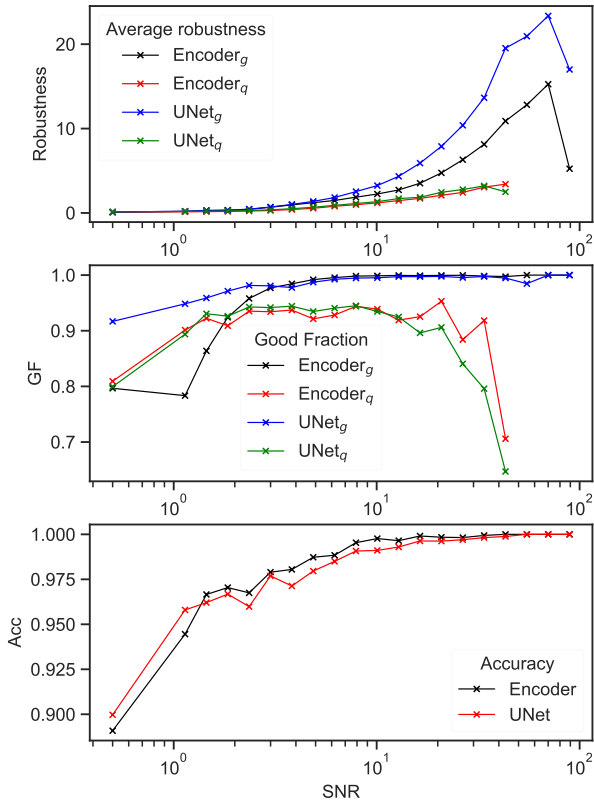 Average robustness
Encoder_g
Encoder_q
UNet_g
UNet_q
Robustness
20
10
0
10^0
10^1
10^2
Good Fraction
Encoder_g
Encoder_q
UNet_g
UNet_q
GF
1.0
0.9
0.8
0.7
10^0
10^1
10^2
Accuracy
Encoder
UNet
Acc
1.000
0.975
0.950
0.925
0.900
10^0
10^1
10^2
SNR